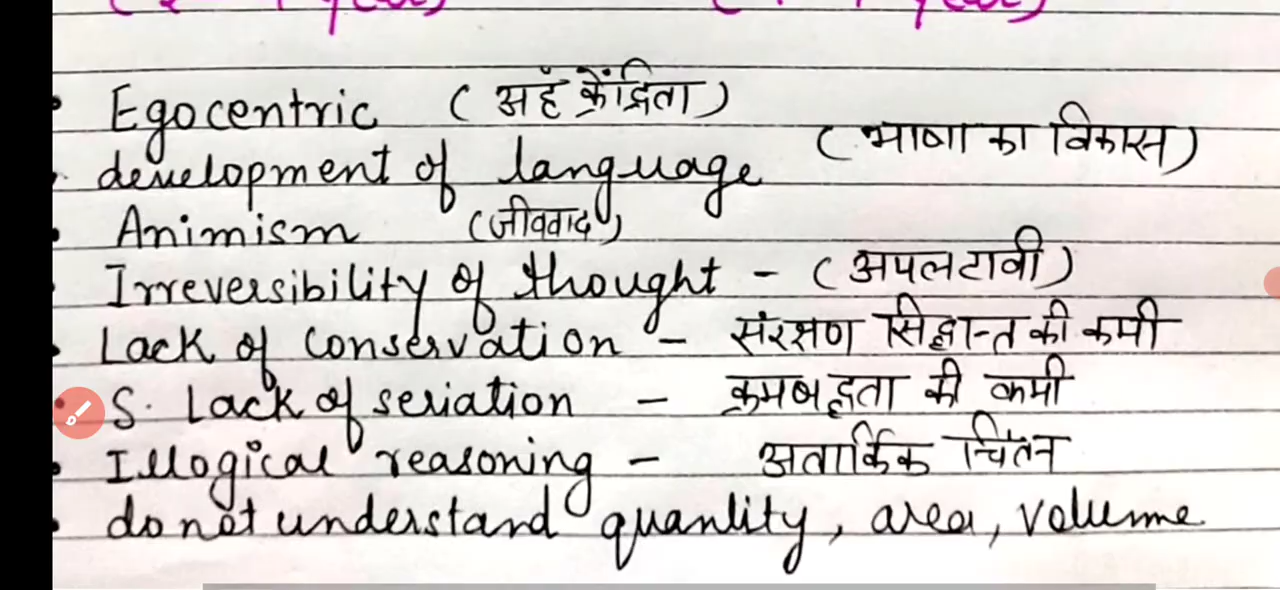 Egocentric (अहं केंद्रिता)
development of language (भाषा का विकास)
Animism (जीववाद)
Irreversibility of thought - (अपलटावी)
Lack of conservation - संरक्षण सिद्धान्त की कमी
S. Lack of seriation - क्रमबद्धता की कमी
Illogical reasoning - अतार्किक चिंतन
do not understand quantity, area, volume